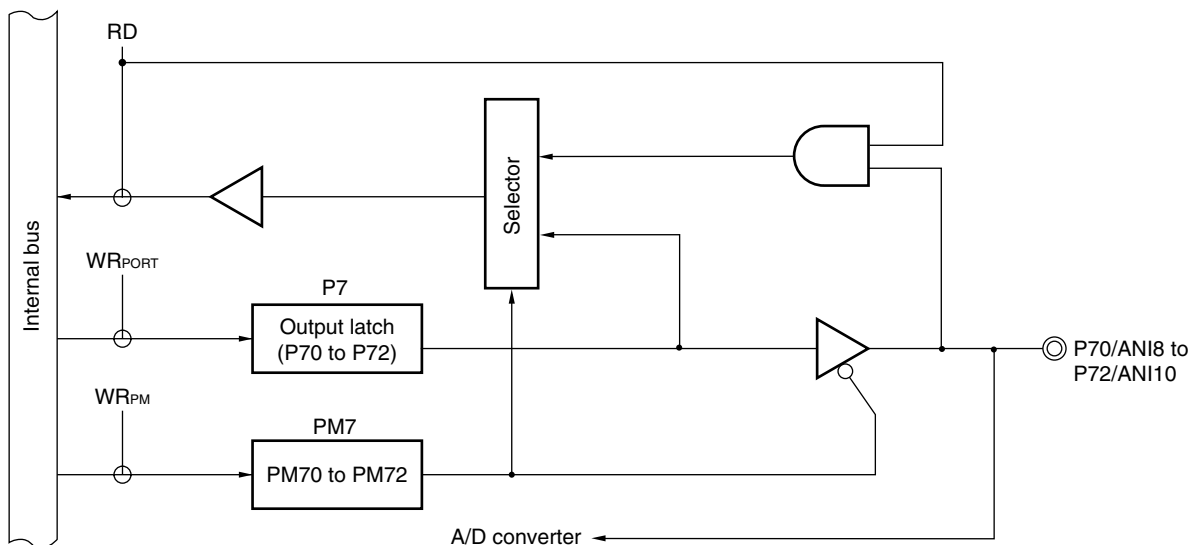 RD
Selector
Internal bus
WRPORT
P7
Output latch
(P70 to P72)
P70/ANI8 to
P72/ANI10
WRPM
PM7
PM70 to PM72
A/D converter